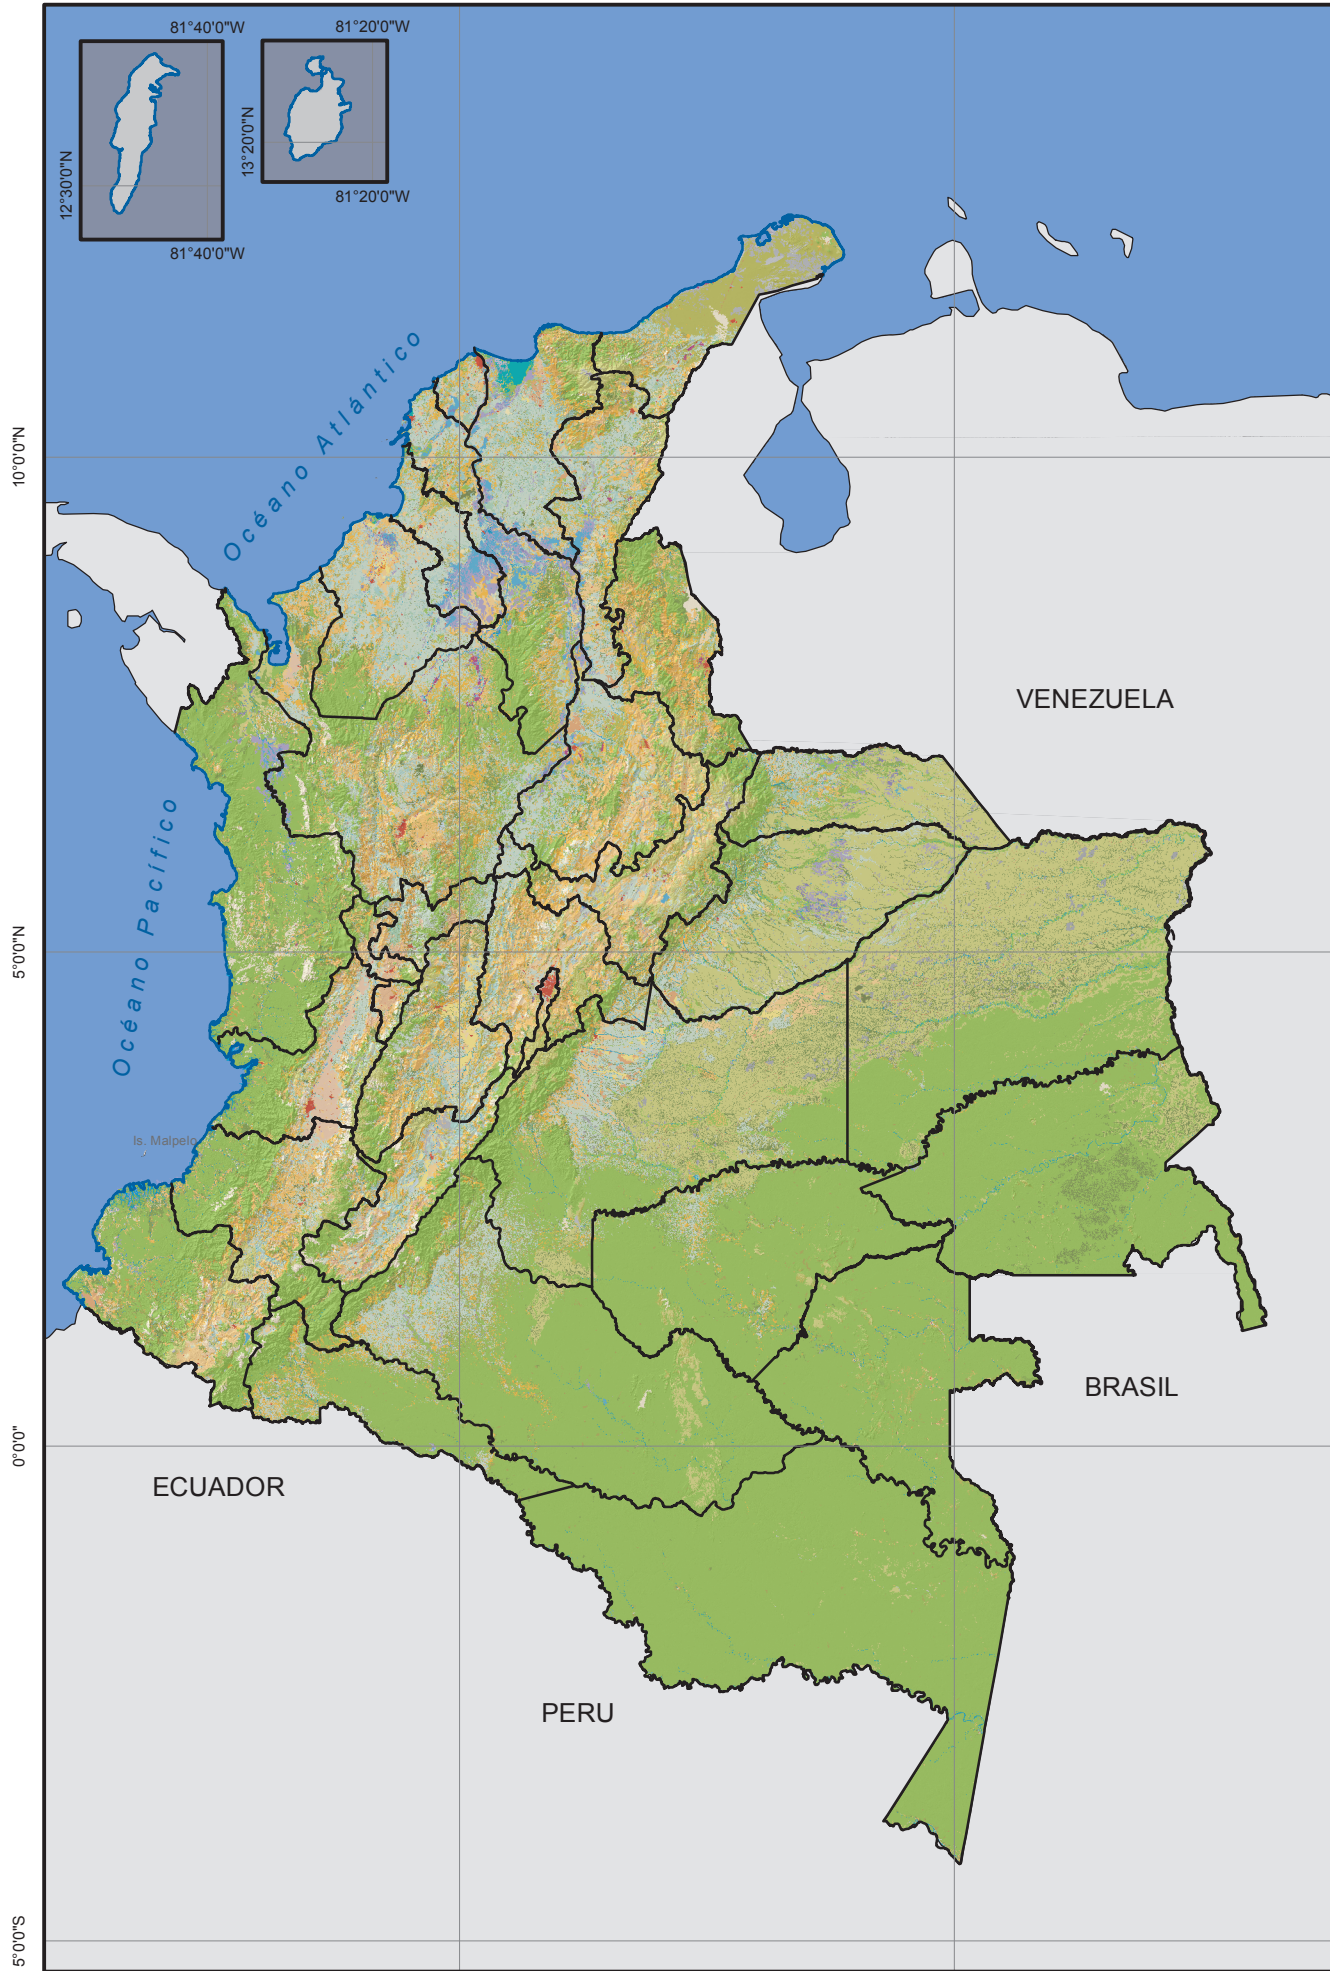 81°40'0"W
81°20'0"W
12°30'0"N
13°20'0"N
81°20'0"W
81°40'0"W
Océano Atlántico
10°0'0"N
VENEZUELA
Océano Pacífico
5°0'0"N
Is. Malpelo
BRASIL
0°0'0"
ECUADOR
PERU
5°0'0"S